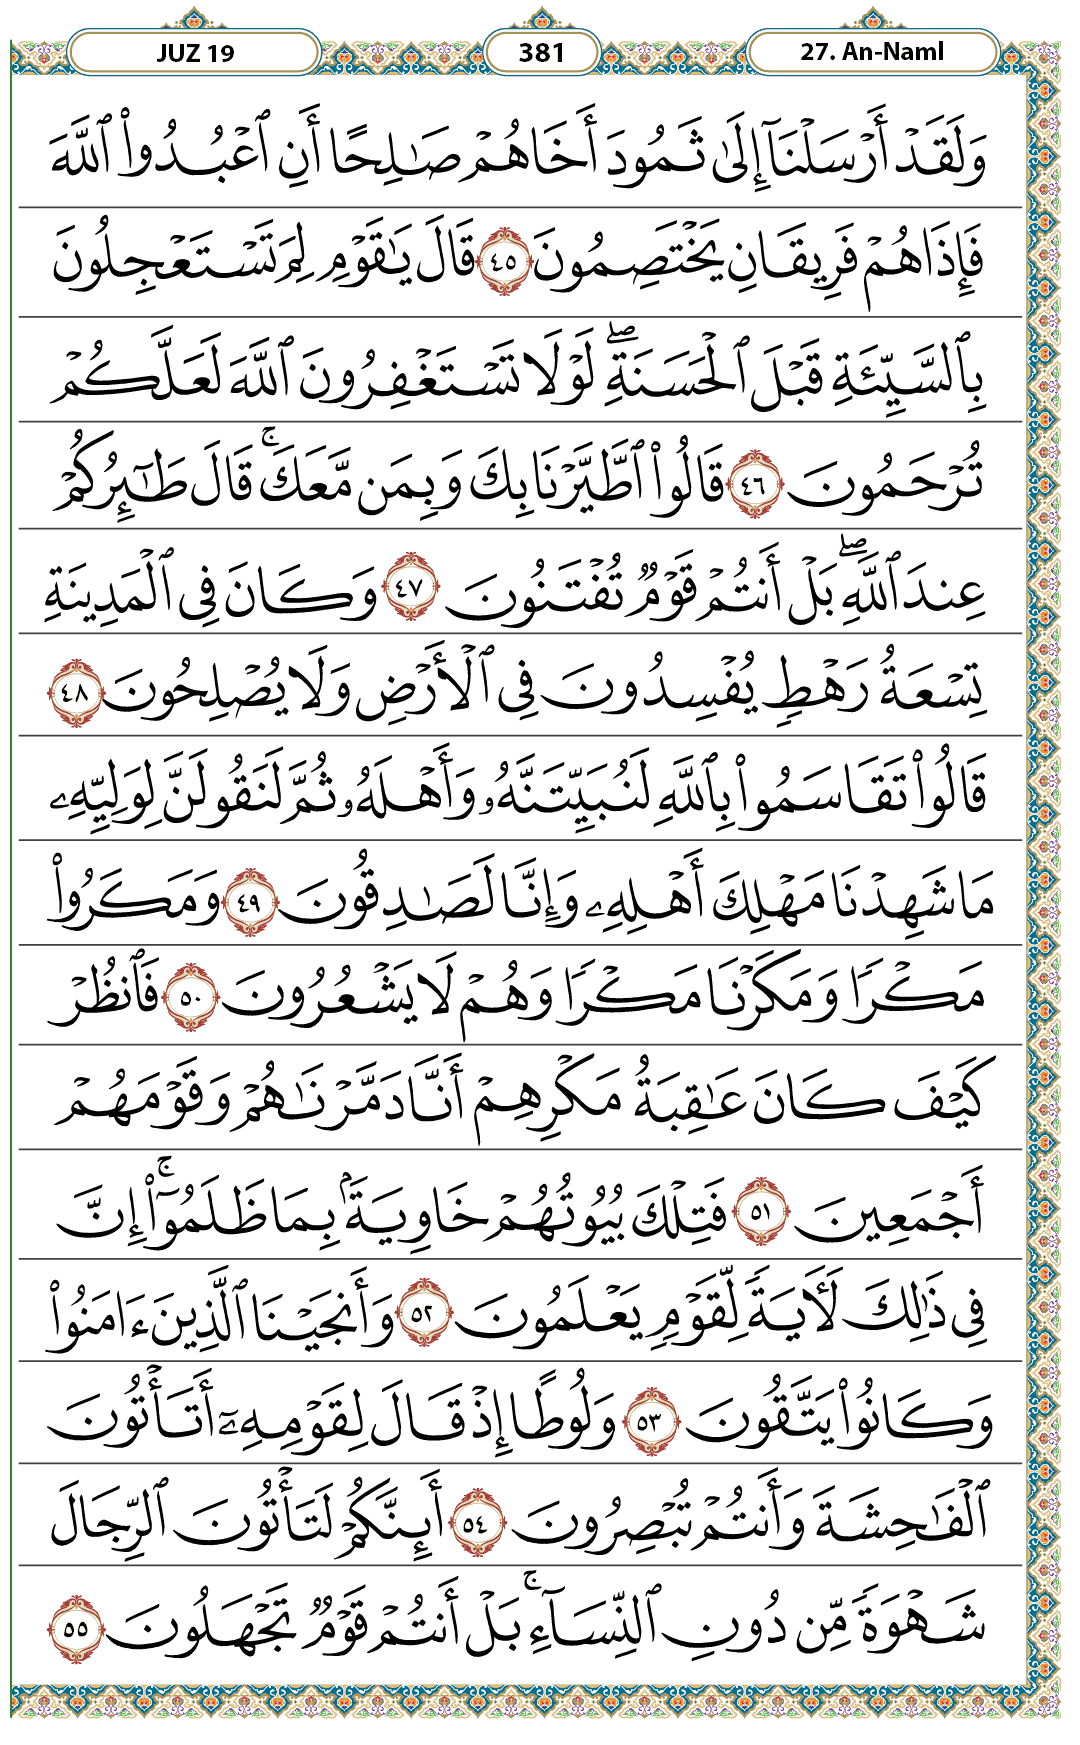 JUZ 19
381
27. An-Naml
وَلَقَدْ أَرْسَلْنَآ إِلَىٰ ثَمُودَ أَخَاهُمْ صَـٰلِحًا أَنِ ٱعْبُدُوا۟ ٱللَّهَ
فَإِذَا هُمْ فَرِيقَانِ يَخْتَصِمُونَ ٤٥ قَالَ يَـٰقَوْمِ لِمَ تَسْتَعْجِلُونَ
بِٱلسَّيِّئَةِ قَبْلَ ٱلْحَسَنَةِ ۖ لَوْلَا تَسْتَغْفِرُونَ ٱللَّهَ لَعَلَّكُمْ
تُرْحَمُونَ ٤٦ قَالُوا۟ ٱطَّيَّرْنَا بِكَ وَبِمَن مَّعَكَ ۚ قَالَ طَـٰٓئِرُكُمْ
عِندَ ٱللَّهِ ۖ بَلْ أَنتُمْ قَوْمٌ تُفْتَنُونَ ٤٧ وَكَانَ فِى ٱلْمَدِينَةِ
تِسْعَةُ رَهْطٍ يُفْسِدُونَ فِى ٱلْأَرْضِ وَلَا يُصْلِحُونَ ٤٨
قَالُوا۟ تَقَاسَمُوا۟ بِٱللَّهِ لَنُبَيِّتَنَّهُۥ وَأَهْلَهُۥ ثُمَّ لَنَقُولَنَّ لِوَلِيِّهِۦ
مَا شَهِدْنَا مَهْلِكَ أَهْلِهِۦ وَإِنَّا لَصَـٰدِقُونَ ٤٩ وَمَكَرُوا۟
مَكْرًا وَمَكَرْنَا مَكْرًا وَهُمْ لَا يَشْعُرُونَ ٥٠ فَٱنظُرْ
كَيْفَ كَانَ عَـٰقِبَةُ مَكْرِهِمْ أَنَّا دَمَّرْنَـٰهُمْ وَقَوْمَهُمْ
أَجْمَعِينَ ٥١ فَتِلْكَ بُيُوتُهُمْ خَاوِيَةًۢ بِمَا ظَلَمُوٓا۟ ۚ إِنَّ
فِى ذَٰلِكَ لَـَٔايَةً لِّقَوْمٍ يَعْلَمُونَ ٥٢ وَأَنجَيْنَا ٱلَّذِينَ ءَامَنُوا۟
وَكَانُوا۟ يَتَّقُونَ ٥٣ وَلُوطًا إِذْ قَالَ لِقَوْمِهِۦٓ أَتَأْتُونَ
ٱلْفَـٰحِشَةَ وَأَنتُمْ تُبْصِرُونَ ٥٤ أَئِنَّكُمْ لَتَأْتُونَ ٱلرِّجَالَ
شَهْوَةً مِّن دُونِ ٱلنِّسَآءِ ۚ بَلْ أَنتُمْ قَوْمٌ تَجْهَلُونَ ٥٥